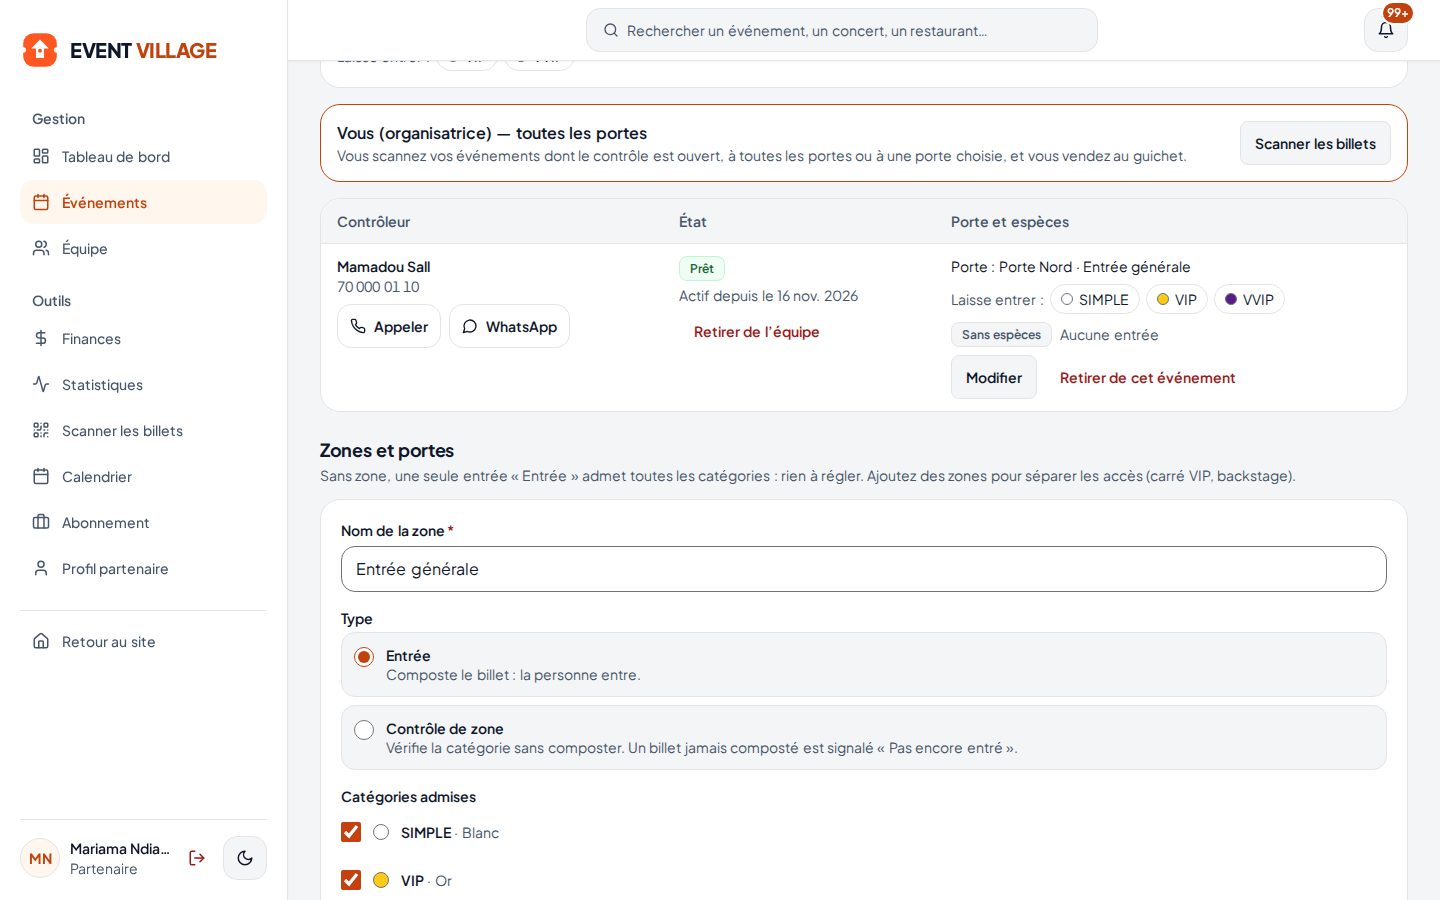 EVENT VILLAGE
Rechercher un événement, un concert, un restaurant...
99+
Gestion
Tableau de bord
Événements
Équipe
Outils
Finances
Statistiques
Scanner les billets
Calendrier
Abonnement
Profil partenaire
Retour au site
MN
Mariama Ndia...
Partenaire
Vous (organisatrice) — toutes les portes
Vous scannez vos événements dont le contrôle est ouvert, à toutes les portes ou à une porte choisie, et vous vendez au guichet.
Scanner les billets
Contrôleur
État
Porte et espèces
Mamadou Sall
70 000 01 10
Appeler
WhatsApp
Prêt
Actif depuis le 16 nov. 2026
Retirer de l'équipe
Porte : Porte Nord · Entrée générale
Laisse entrer :
SIMPLE
VIP
VVIP
Sans espèces
Aucune entrée
Modifier
Retirer de cet événement
Zones et portes
Sans zone, une seule entrée « Entrée » admet toutes les catégories : rien à régler. Ajoutez des zones pour séparer les accès (carré VIP, backstage).
Nom de la zone *
Entrée générale
Type
Entrée
Composte le billet : la personne entre.
Contrôle de zone
Vérifie la catégorie sans composter. Un billet jamais composté est signalé « Pas encore entré ».
Catégories admises
SIMPLE · Blanc
VIP · Or